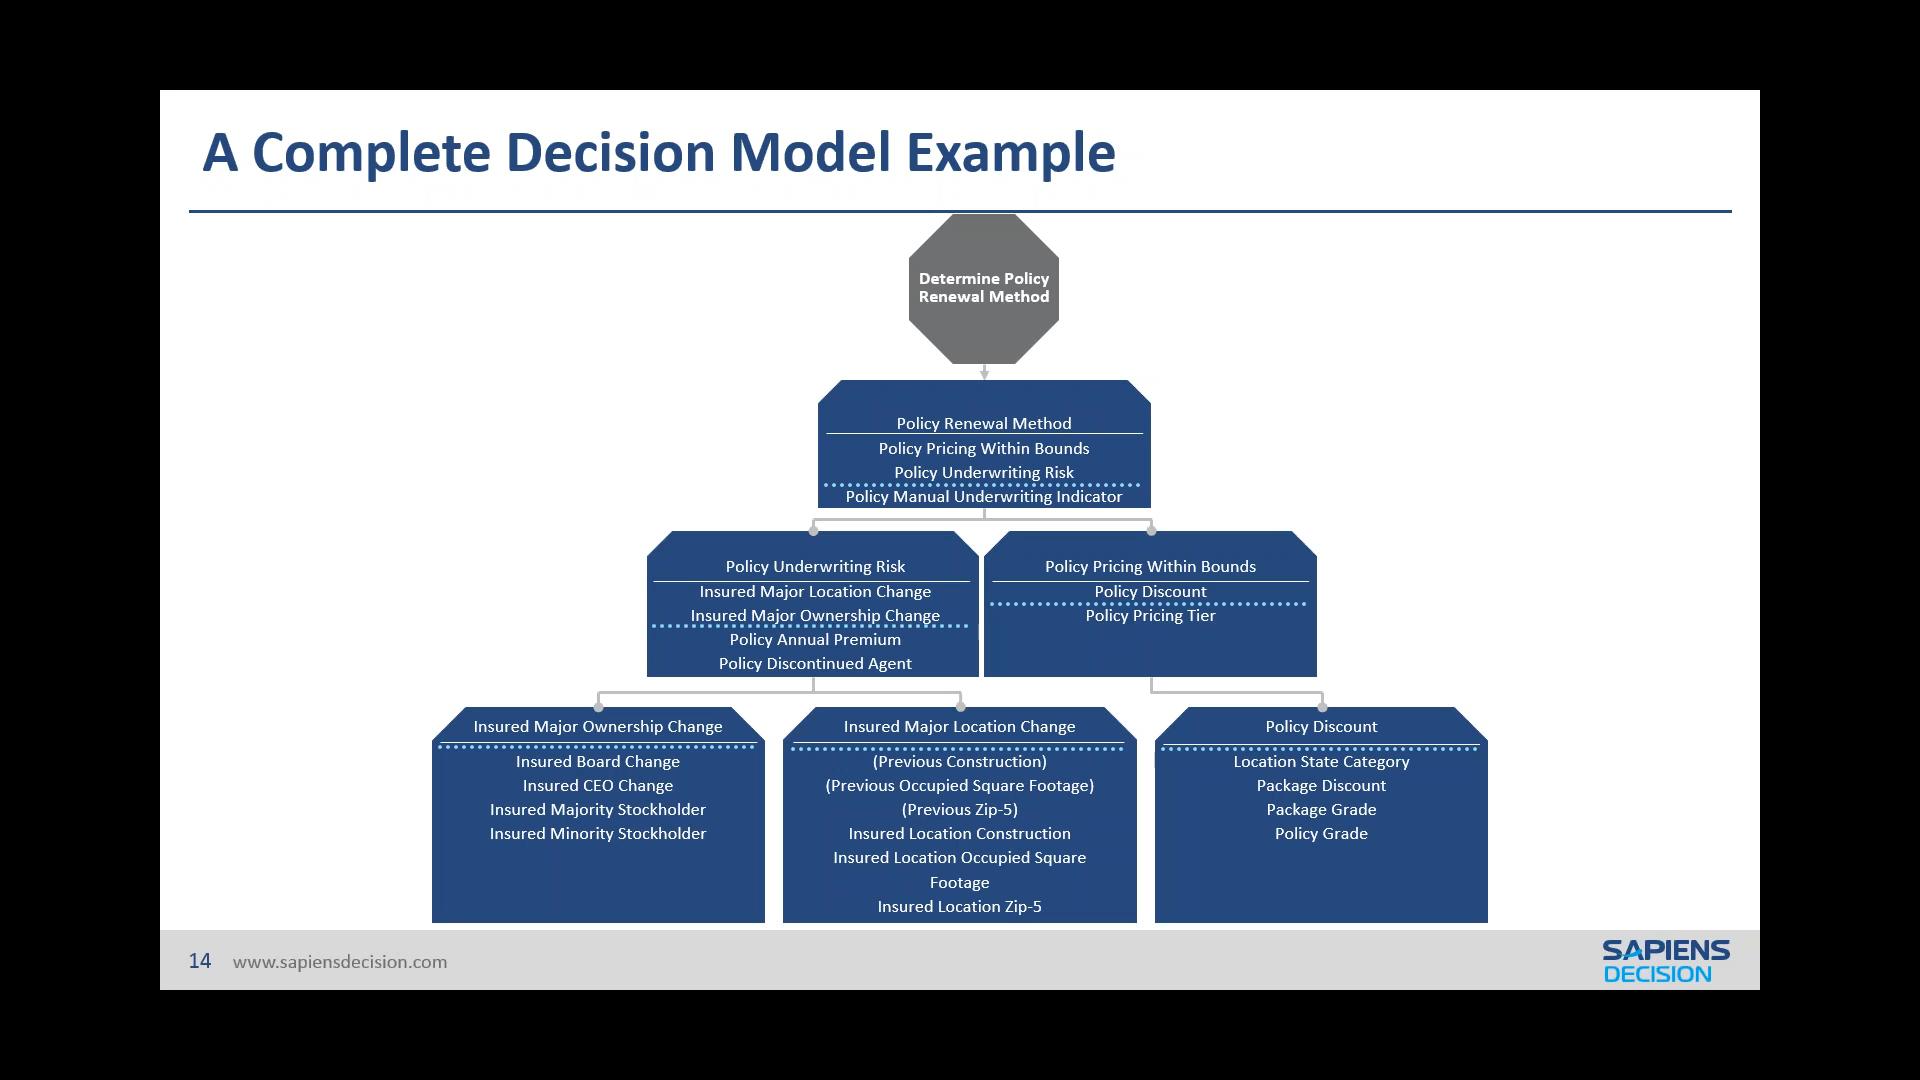 A Complete Decision Model Example
Determine Policy
Renewal Method
Policy Renewal Method
Policy Pricing Within Bounds
Policy Underwriting Risk
Policy Manual Underwriting Indicator
Policy Underwriting Risk
Insured Major Location Change
Insured Major Ownership Change
Policy Annual Premium
Policy Discontinued Agent
Policy Pricing Within Bounds
Policy Discount
Policy Pricing Tier
Insured Major Ownership Change
Insured Board Change
Insured CEO Change
Insured Majority Stockholder
Insured Minority Stockholder
Insured Major Location Change
(Previous Construction)
(Previous Occupied Square Footage)
(Previous Zip-5)
Insured Location Construction
Insured Location Occupied Square
Footage
Insured Location Zip-5
Policy Discount
Location State Category
Package Discount
Package Grade
Policy Grade
14 www.sapiensdecision.com
SAPIENS
DECISION